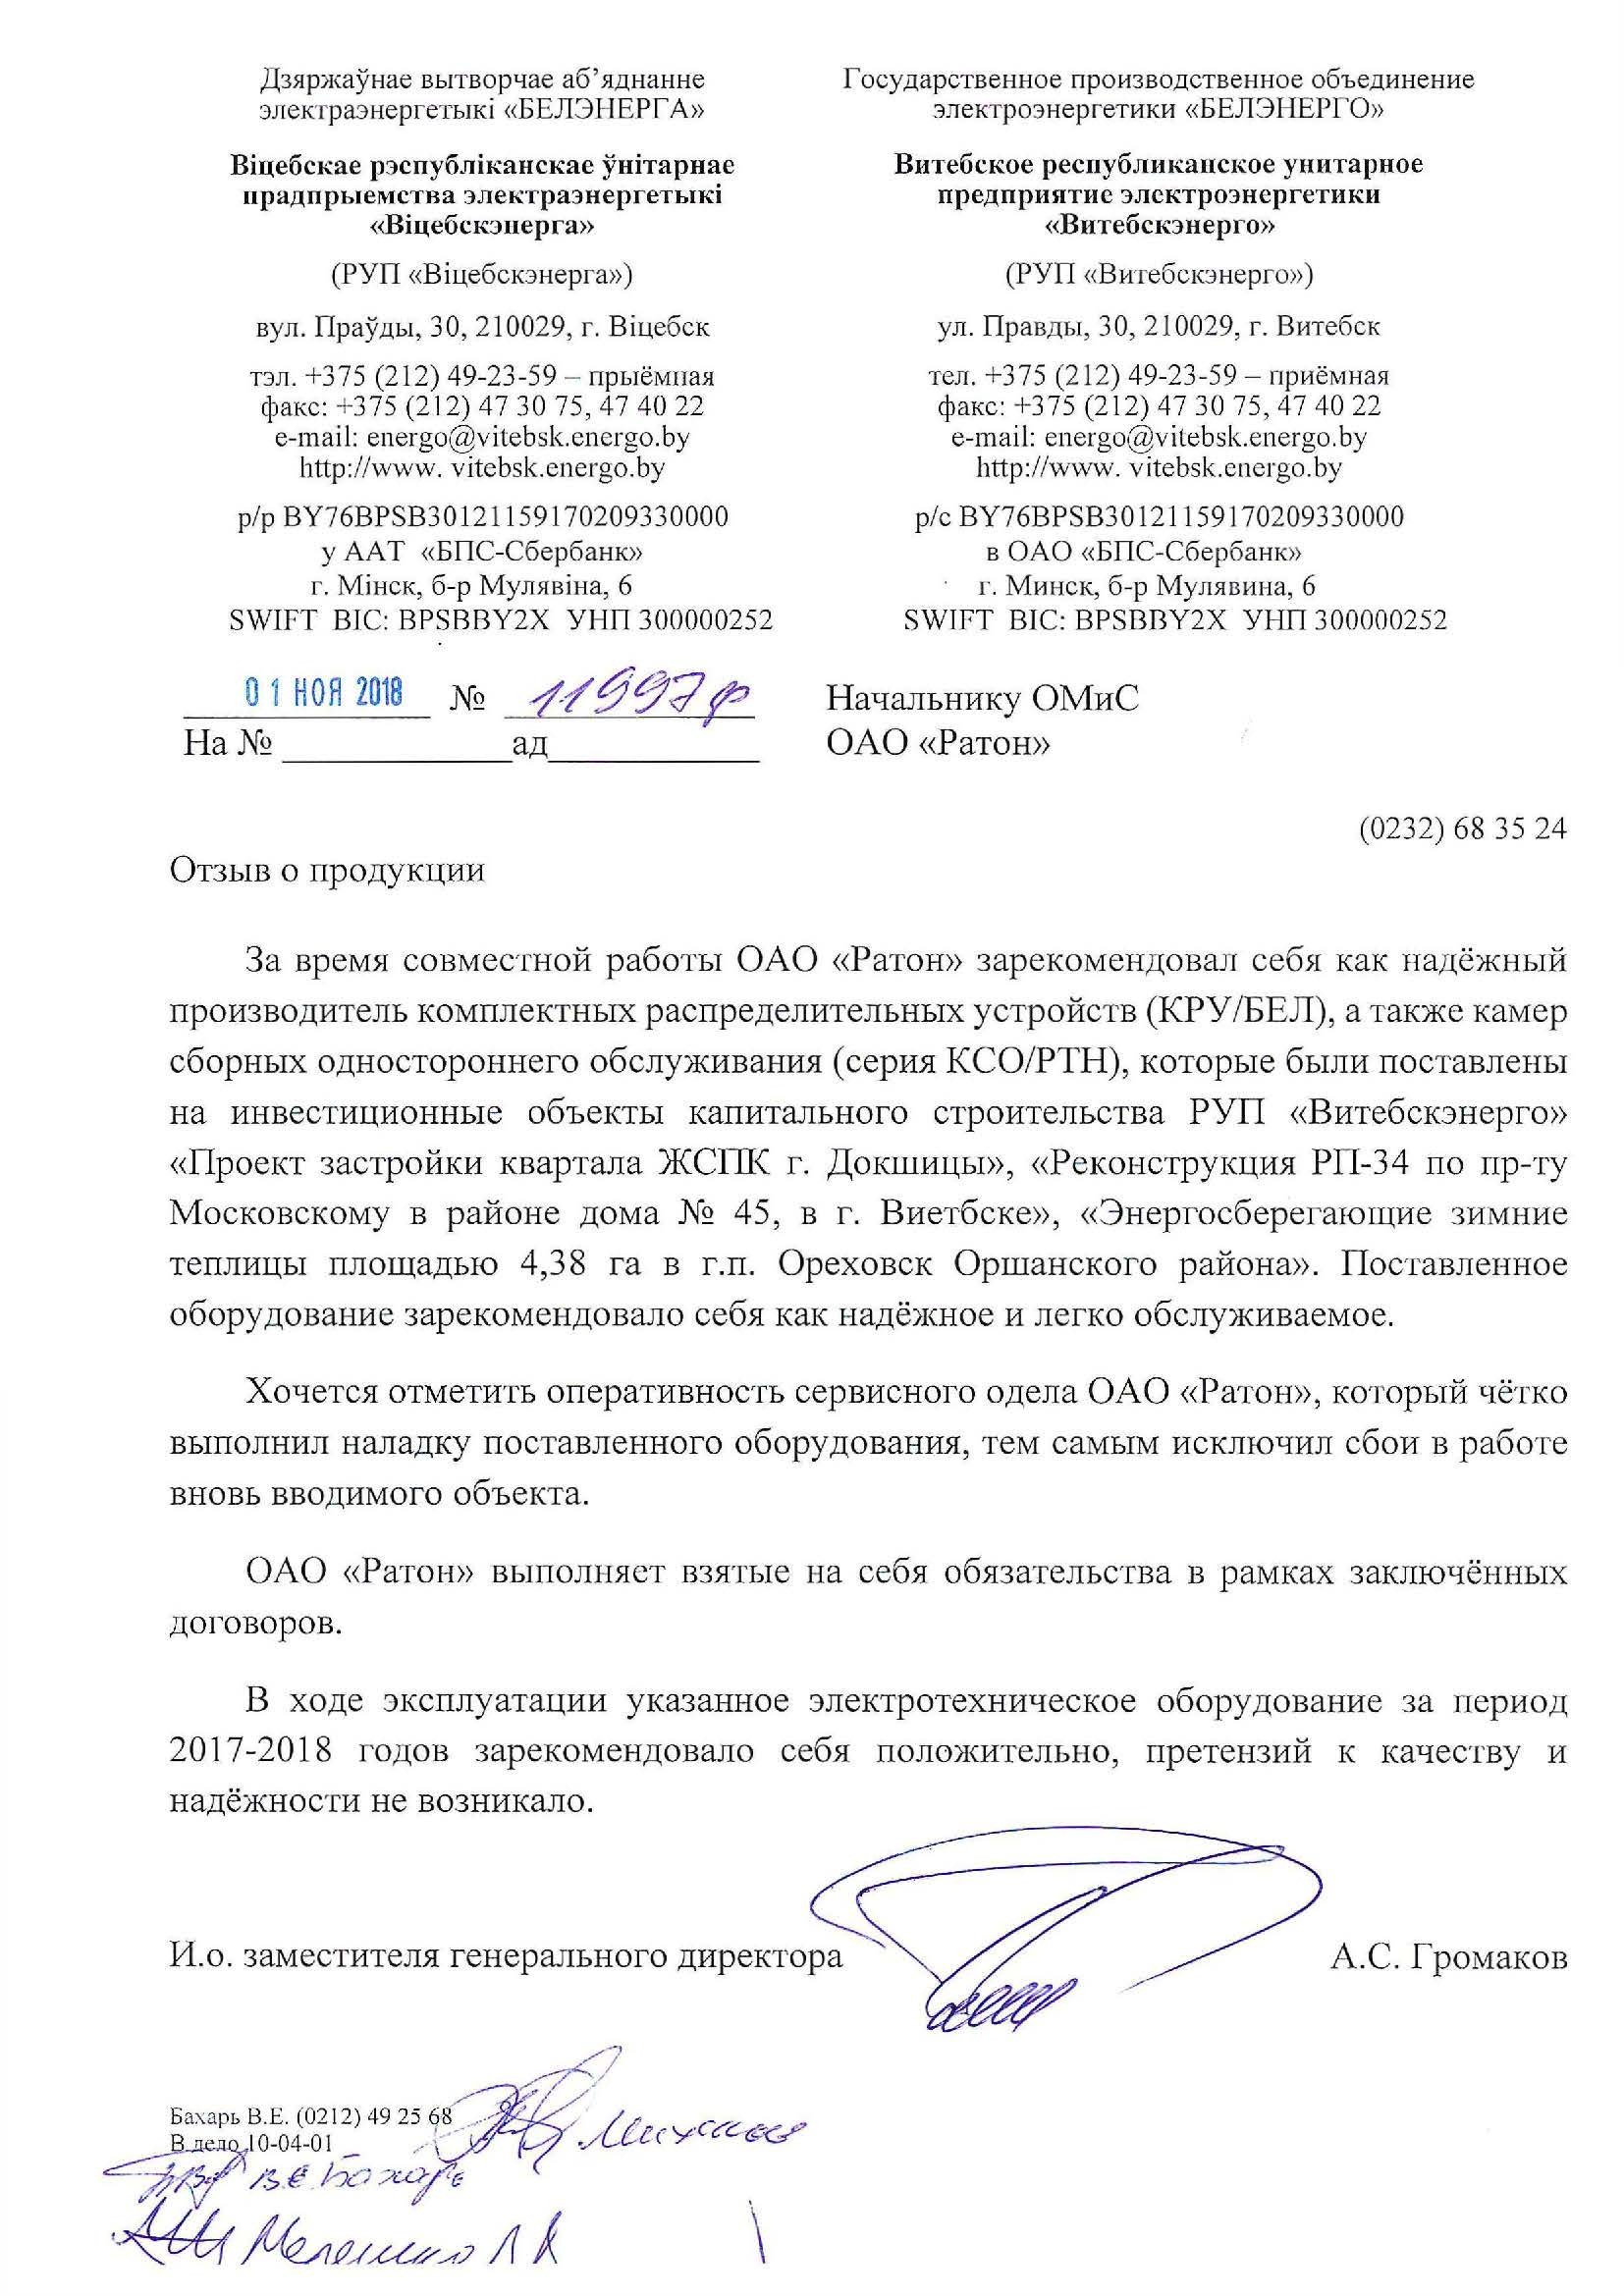 Дзяржаўнае вытворчае аб’яднанне
электраэнергетыкі «БЕЛЭНЕРГА»
Віцебскае рэспубліканскае ўнітарнае
прадпрыемства электраэнергетыкі
«Віцебскэнерга»
(РУП «Віцебскэнерга»)
вул. Праўды, 30, 210029, г. Віцебск
тэл. +375 (212) 49-23-59 – прыёмная
факс: +375 (212) 47 30 75, 47 40 22
e-mail: energo@vitebsk.energo.by
http://www. vitebsk.energo.by
р/р BY76BPSB30121159170209330000
у ААТ «БПС-Сбербанк»
г. Мінск, б-р Мулявіна, 6
SWIFT BIC: BPSBBY2X УНП 300000252
Государственное производственное объединение
электроэнергетики «БЕЛЭНЕРГО»
Витебское республиканское унитарное
предприятие электроэнергетики
«Витебскэнерго»
(РУП «Витебскэнерго»)
ул. Правды, 30, 210029, г. Витебск
тел. +375 (212) 49-23-59 – приёмная
факс: +375 (212) 47 30 75, 47 40 22
e-mail: energo@vitebsk.energo.by
http://www. vitebsk.energo.by
р/с BY76BPSB30121159170209330000
в ОАО «БПС-Сбербанк»
г. Минск, б-р Мулявина, 6
SWIFT BIC: BPSBBY2X УНП 300000252
01 НОЯ 2018 № 11997ф
На № ____________ ад____________
Начальнику ОМиС
ОАО «Ратон»
(0232) 68 35 24
Отзыв о продукции
За время совместной работы ОАО «Ратон» зарекомендовал себя как надёжный
производитель комплектных распределительных устройств (КРУ/БЕЛ), а также камер
сборных одностороннего обслуживания (серия КСО/РТН), которые были поставлены
на инвестиционные объекты капитального строительства РУП «Витебскэнерго»
«Проект застройки квартала ЖСПК г. Докшицы», «Реконструкция РП-34 по пр-ту
Московскому в районе дома № 45, в г. Виетбске», «Энергосберегающие зимние
теплицы площадью 4,38 га в г.п. Ореховск Оршанского района». Поставленное
оборудование зарекомендовало себя как надёжное и легко обслуживаемое.
Хочется отметить оперативность сервисного одела ОАО «Ратон», который чётко
выполнил наладку поставленного оборудования, тем самым исключил сбои в работе
вновь вводимого объекта.
ОАО «Ратон» выполняет взятые на себя обязательства в рамках заключённых
договоров.
В ходе эксплуатации указанное электротехническое оборудование за период
2017-2018 годов зарекомендовало себя положительно, претензий к качеству и
надёжности не возникало.
И.о. заместителя генерального директора А.С. Громаков
Бахарь В.Е. (0212) 49 25 68
В дело 10-04-01
В.Е. Бахарь